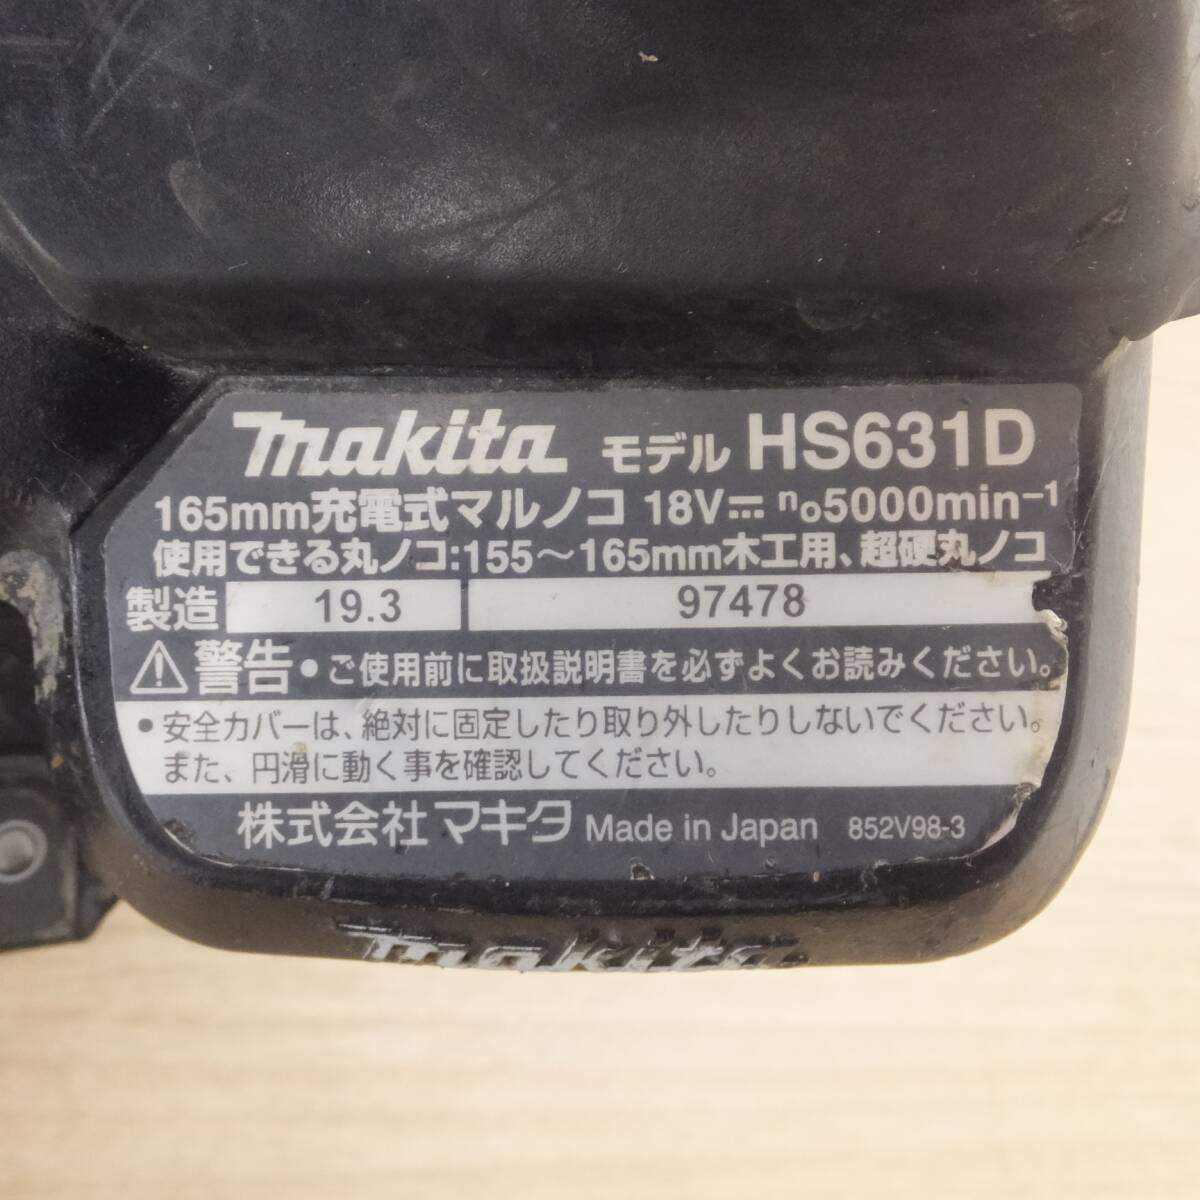 makita モデル HS631D
165mm充電式マルノコ 18V⎓ n₀5000min⁻¹
使用できる丸ノコ:155〜165mm木工用、超硬丸ノコ
製造 19.3 97478
⚠警告・ご使用前に取扱説明書を必ずよくお読みください。
・安全カバーは、絶対に固定したり取り外したりしないでください。
また、円滑に動く事を確認してください。
株式会社マキタ Made in Japan 852V98-3
makita